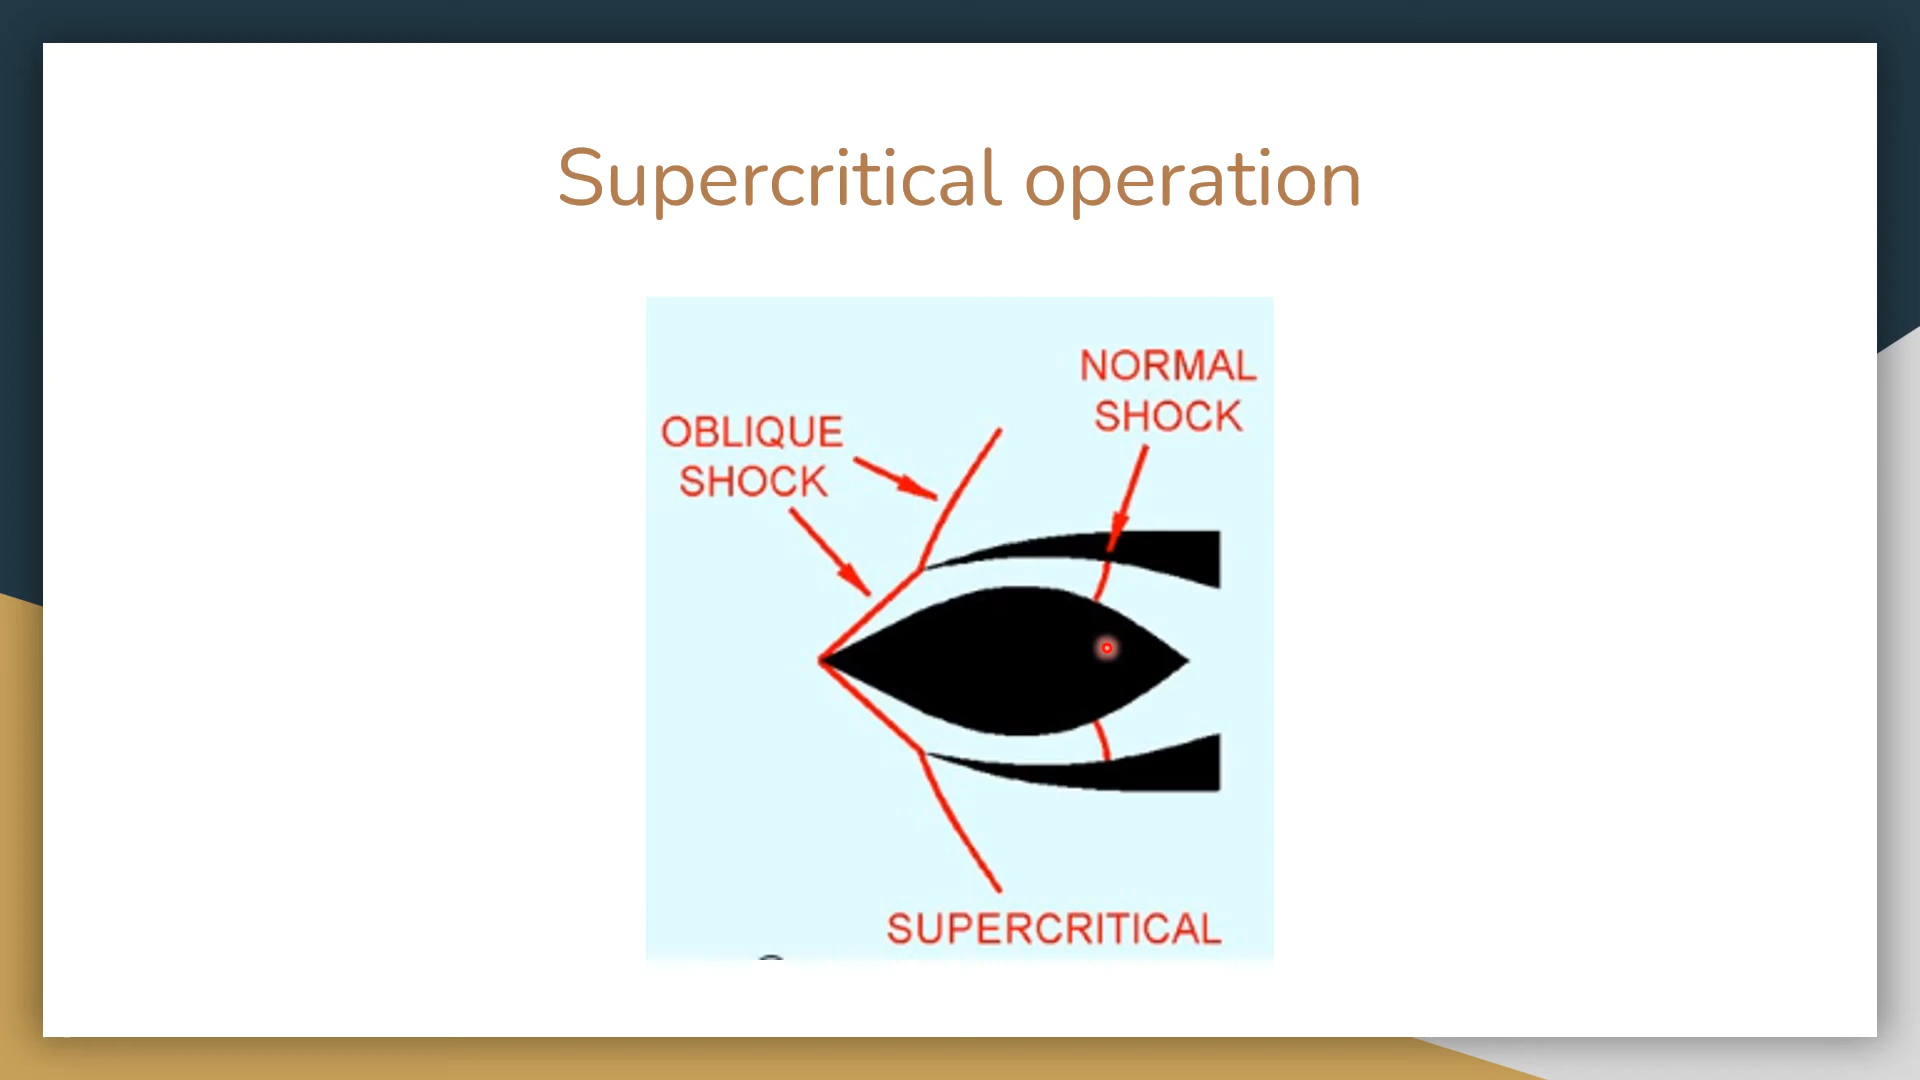 Supercritical operation
NORMAL
SHOCK
OBLIQUE
SHOCK
SUPERCRITICAL